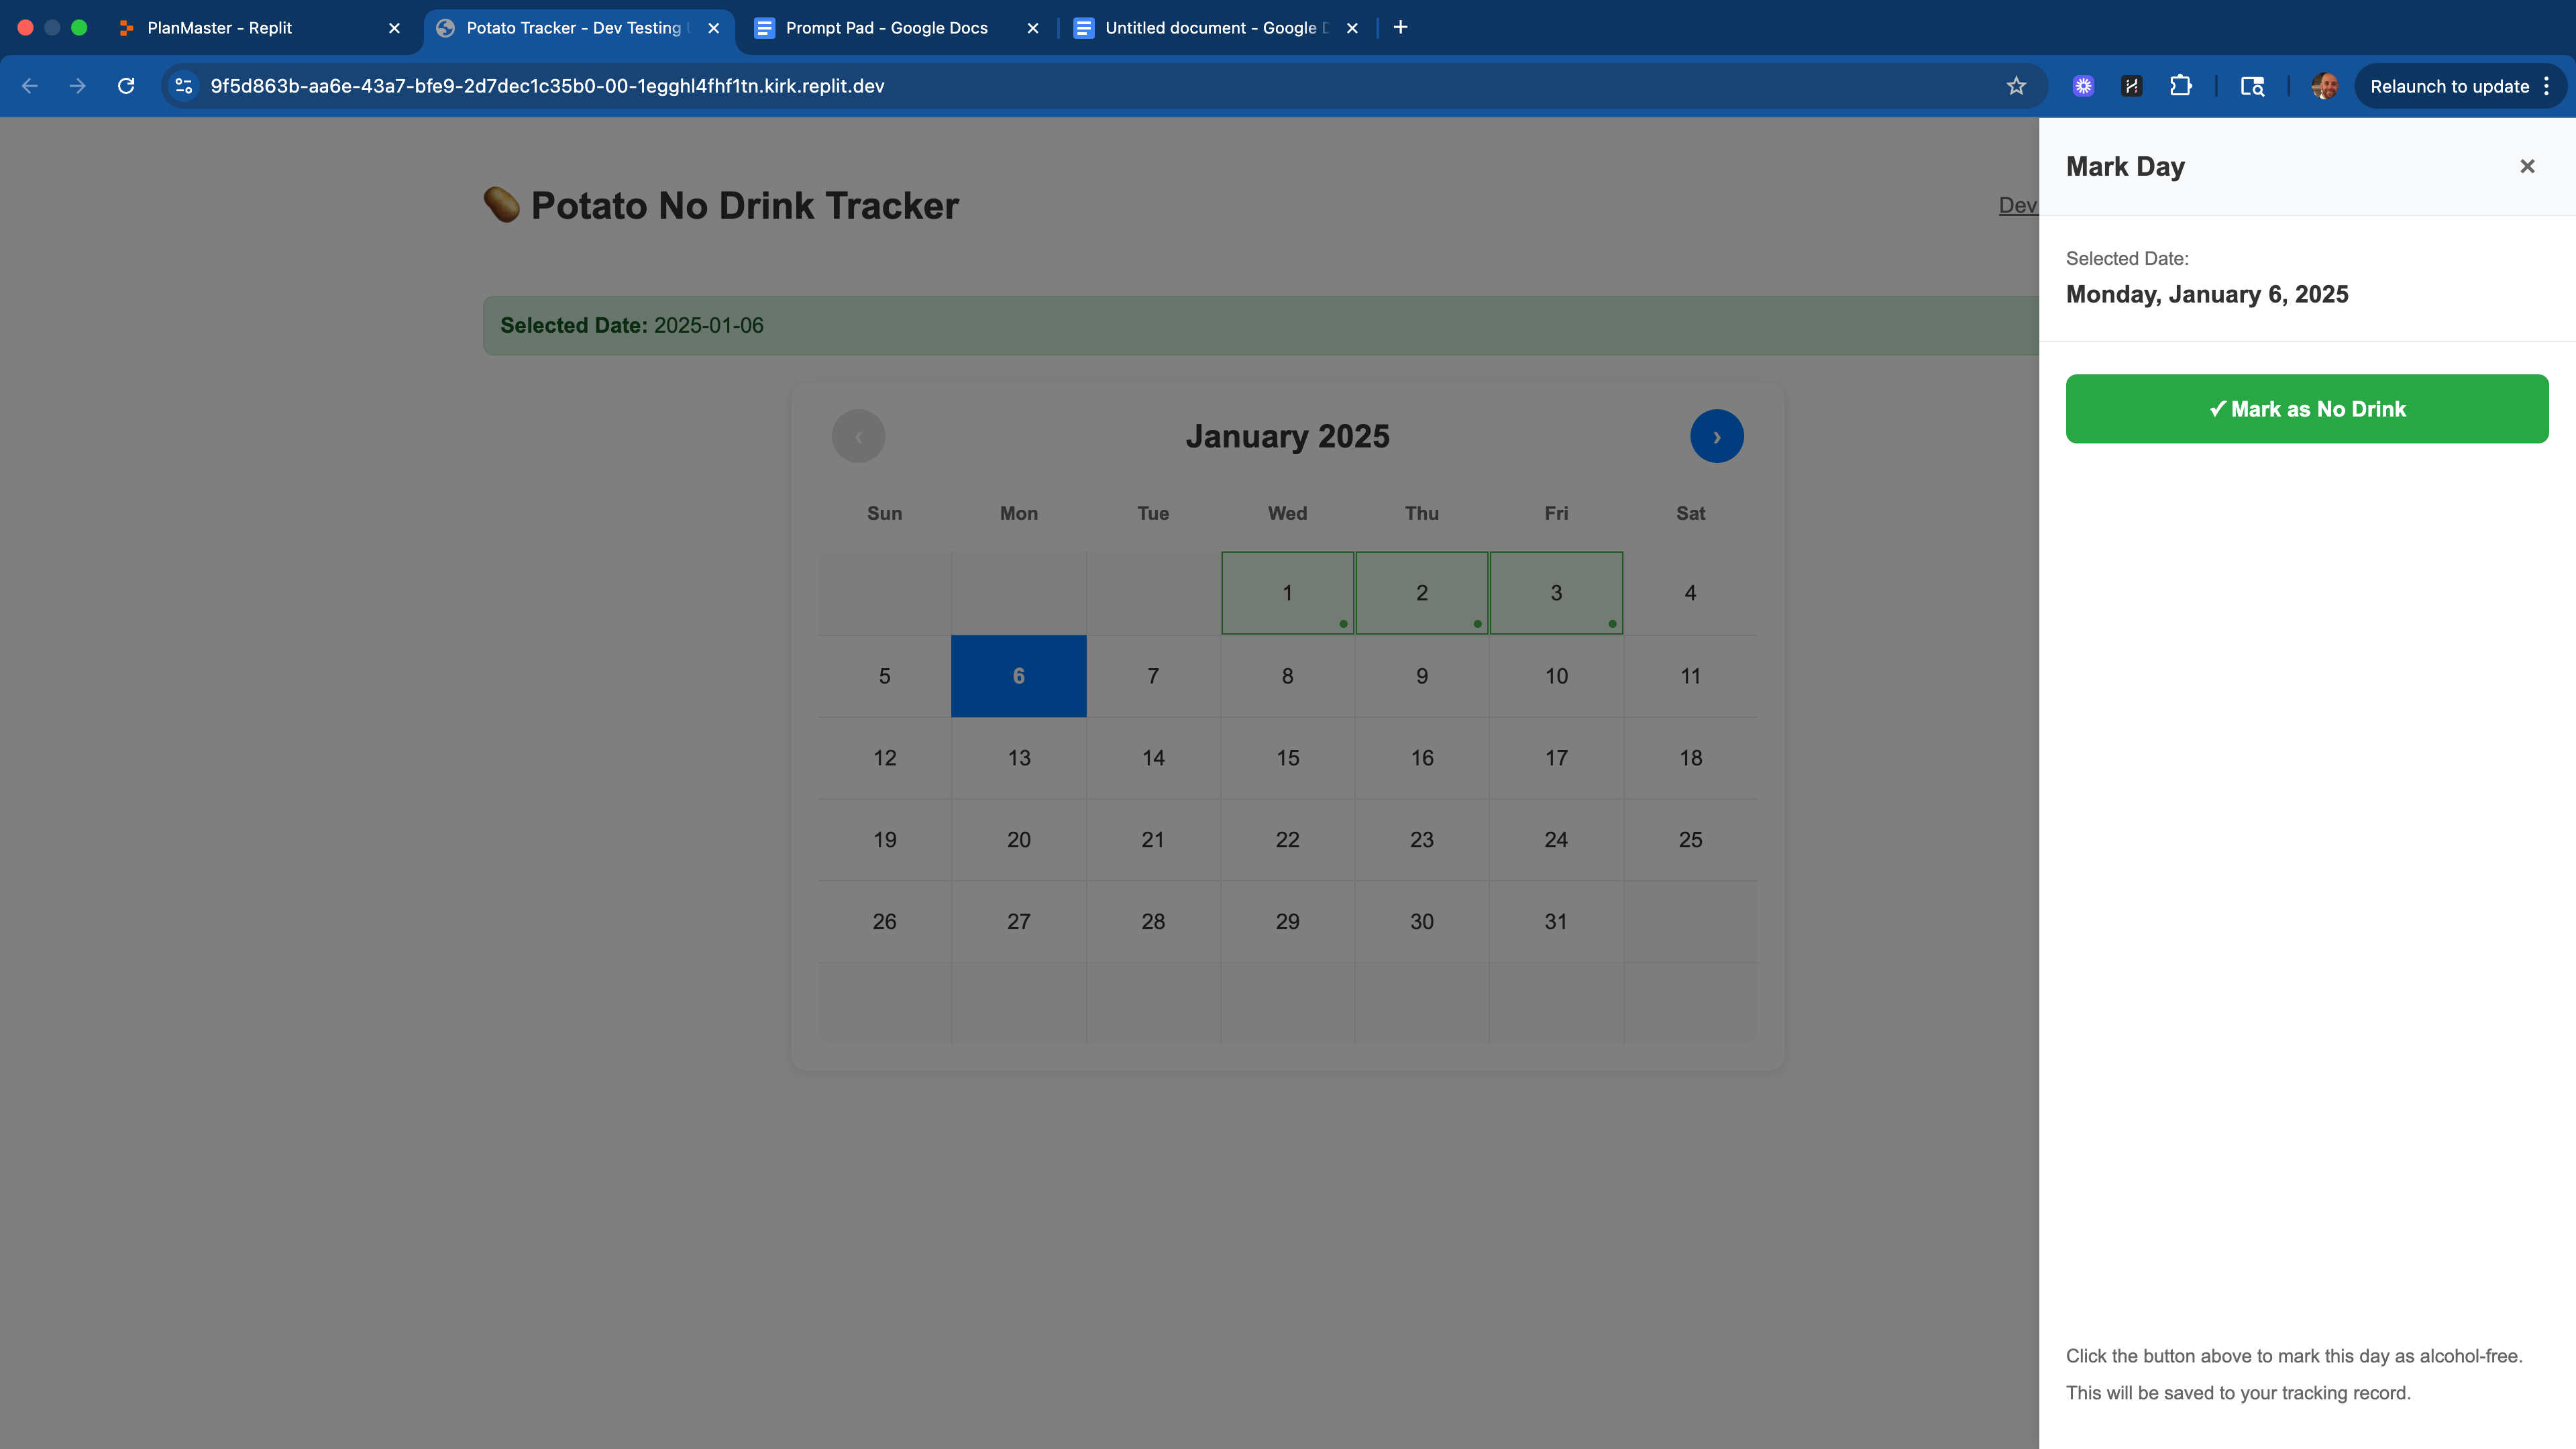 PlanMaster - Replit
Potato Tracker - Dev Testing
Prompt Pad - Google Docs
Untitled document - Google
9f5d863b-aa6e-43a7-bfe9-2d7dec1c35b0-00-1egghl4fhf1tn.kirk.replit.dev
Relaunch to update
🥔 Potato No Drink Tracker
Dev
Selected Date: 2025-01-06
‹ January 2025 ›
Sun Mon Tue Wed Thu Fri Sat
1 2 3 4
5 6 7 8 9 10 11
12 13 14 15 16 17 18
19 20 21 22 23 24 25
26 27 28 29 30 31
Mark Day ×
Selected Date:
Monday, January 6, 2025
✓ Mark as No Drink
Click the button above to mark this day as alcohol-free.
This will be saved to your tracking record.